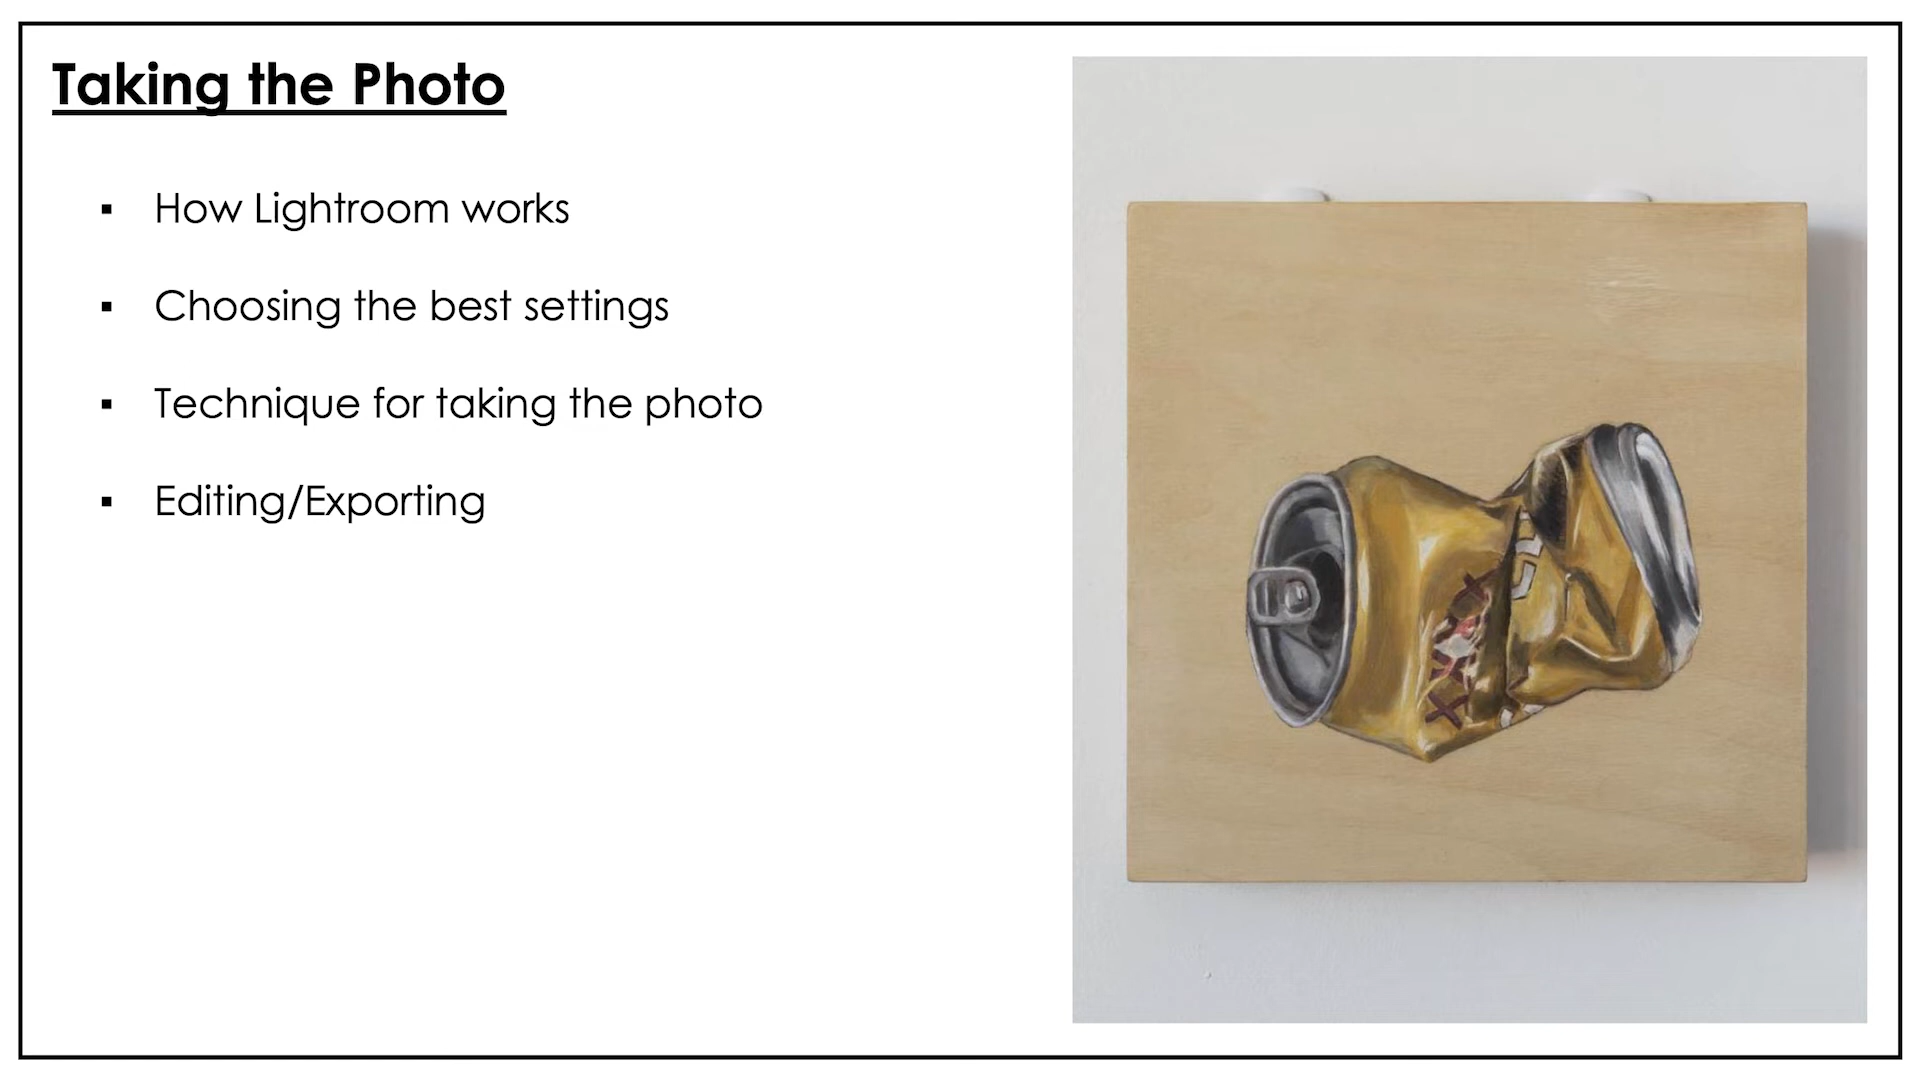 Taking the Photo
▪ How Lightroom works
▪ Choosing the best settings
▪ Technique for taking the photo
▪ Editing/Exporting